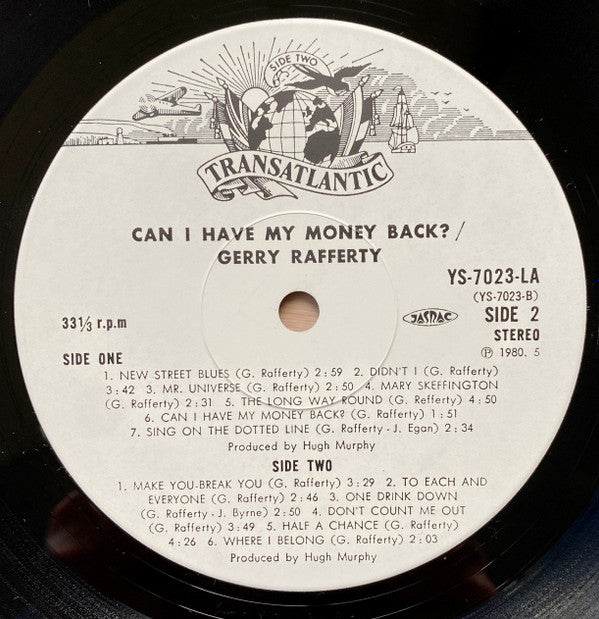 SIDE TWO
TRANSATLANTIC
CAN I HAVE MY MONEY BACK? /
GERRY RAFFERTY
YS-7023-LA
(YS-7023-B)
33⅓ r.p.m
JASRAC
SIDE 2
STEREO
Ⓟ 1980. 5
SIDE ONE
1. NEW STREET BLUES (G. Rafferty) 2:59 2. DIDN'T I (G. Rafferty)
3:42 3. MR. UNIVERSE (G. Rafferty) 2:50 4. MARY SKEFFINGTON
(G. Rafferty) 2:31 5. THE LONG WAY ROUND (G. Rafferty) 4:50
6. CAN I HAVE MY MONEY BACK? (G. Rafferty) 1:51
7. SING ON THE DOTTED LINE (G. Rafferty - J. Egan) 2:34
Produced by Hugh Murphy
SIDE TWO
1. MAKE YOU-BREAK YOU (G. Rafferty) 3:29 2. TO EACH AND
EVERYONE (G. Rafferty) 2:46 3. ONE DRINK DOWN
(G. Rafferty - J. Byrne) 2:50 4. DON'T COUNT ME OUT
(G. Rafferty) 3:49 5. HALF A CHANCE (G. Rafferty)
4:26 6. WHERE I BELONG (G. Rafferty) 2:03
Produced by Hugh Murphy